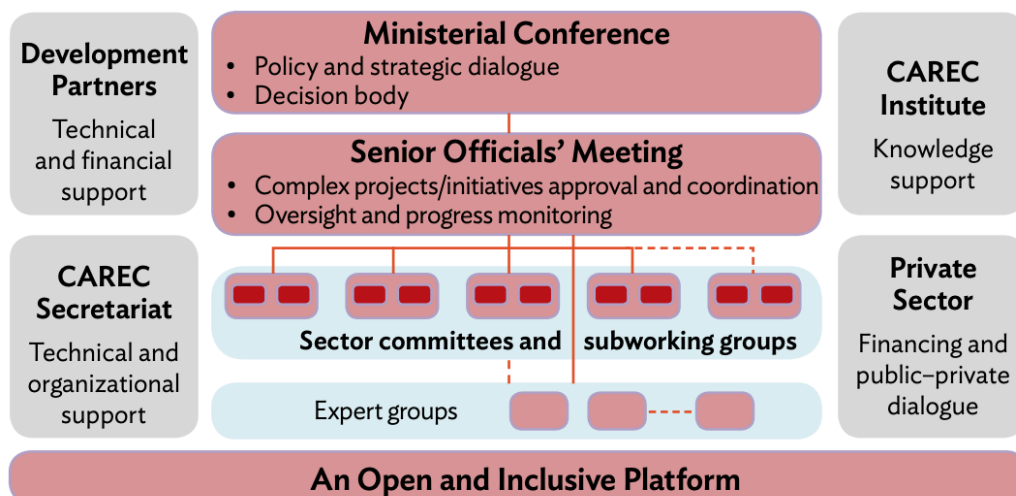 Development
Partners
Technical
and financial
support
Ministerial Conference
• Policy and strategic dialogue
• Decision body
CAREC
Institute
Knowledge
support
Senior Officials’ Meeting
• Complex projects/initiatives approval and coordination
• Oversight and progress monitoring
CAREC
Secretariat
Technical and
organizational
support
Sector committees and subworking groups
Expert groups
Private
Sector
Financing and
public–private
dialogue
An Open and Inclusive Platform